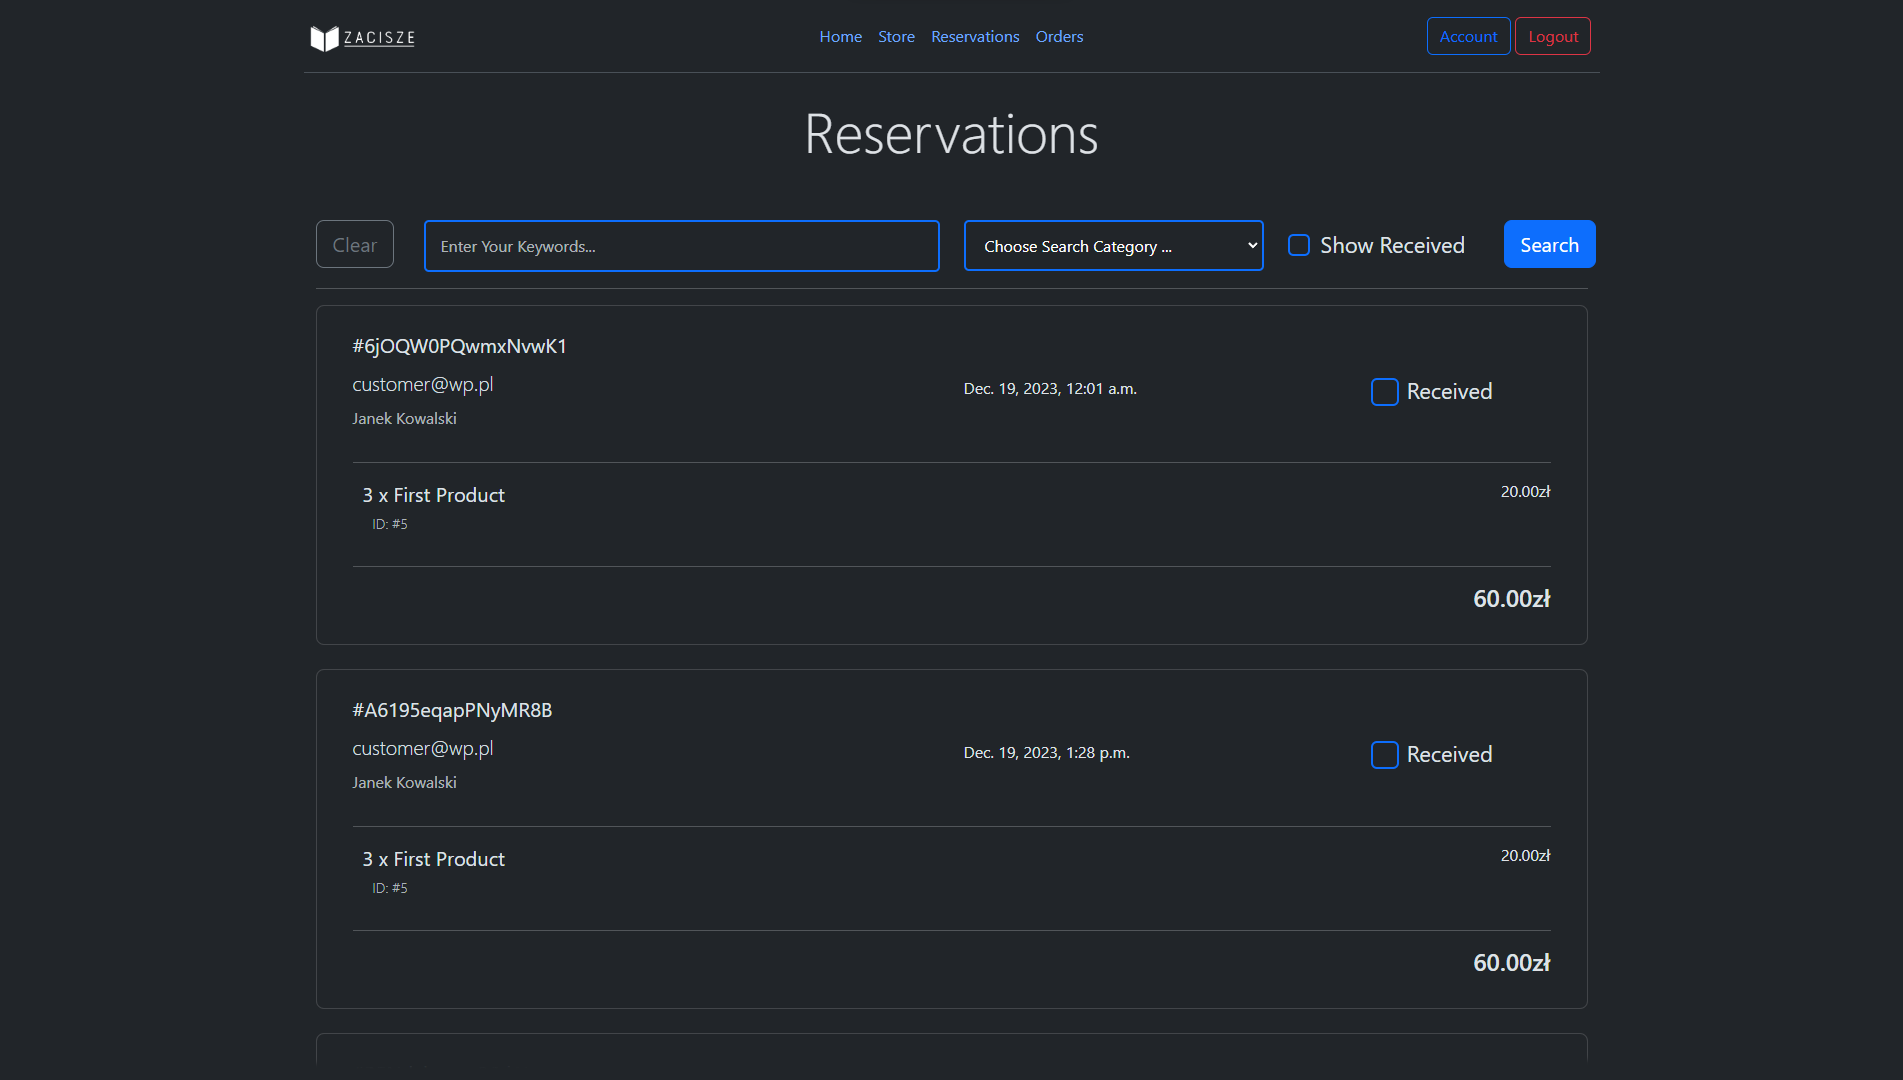 ZACISZE
Home Store Reservations Orders
Account Logout
Reservations
Clear Enter Your Keywords... Choose Search Category ... Show Received Search
#6jOQW0PQwmxNvwK1
customer@wp.pl
Janek Kowalski
Dec. 19, 2023, 12:01 a.m.
Received
3 x First Product
20.00zł
ID: #5
60.00zł
#A6195eqapPNyMR8B
customer@wp.pl
Janek Kowalski
Dec. 19, 2023, 1:28 p.m.
Received
3 x First Product
20.00zł
ID: #5
60.00zł